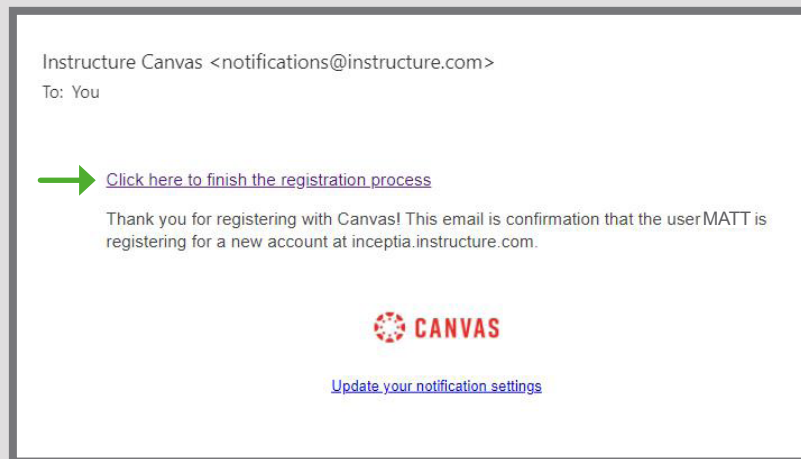 Instructure Canvas <notifications@instructure.com>
To: You
Click here to finish the registration process
Thank you for registering with Canvas! This email is confirmation that the user MATT is
registering for a new account at inceptia.instructure.com.
CANVAS
Update your notification settings